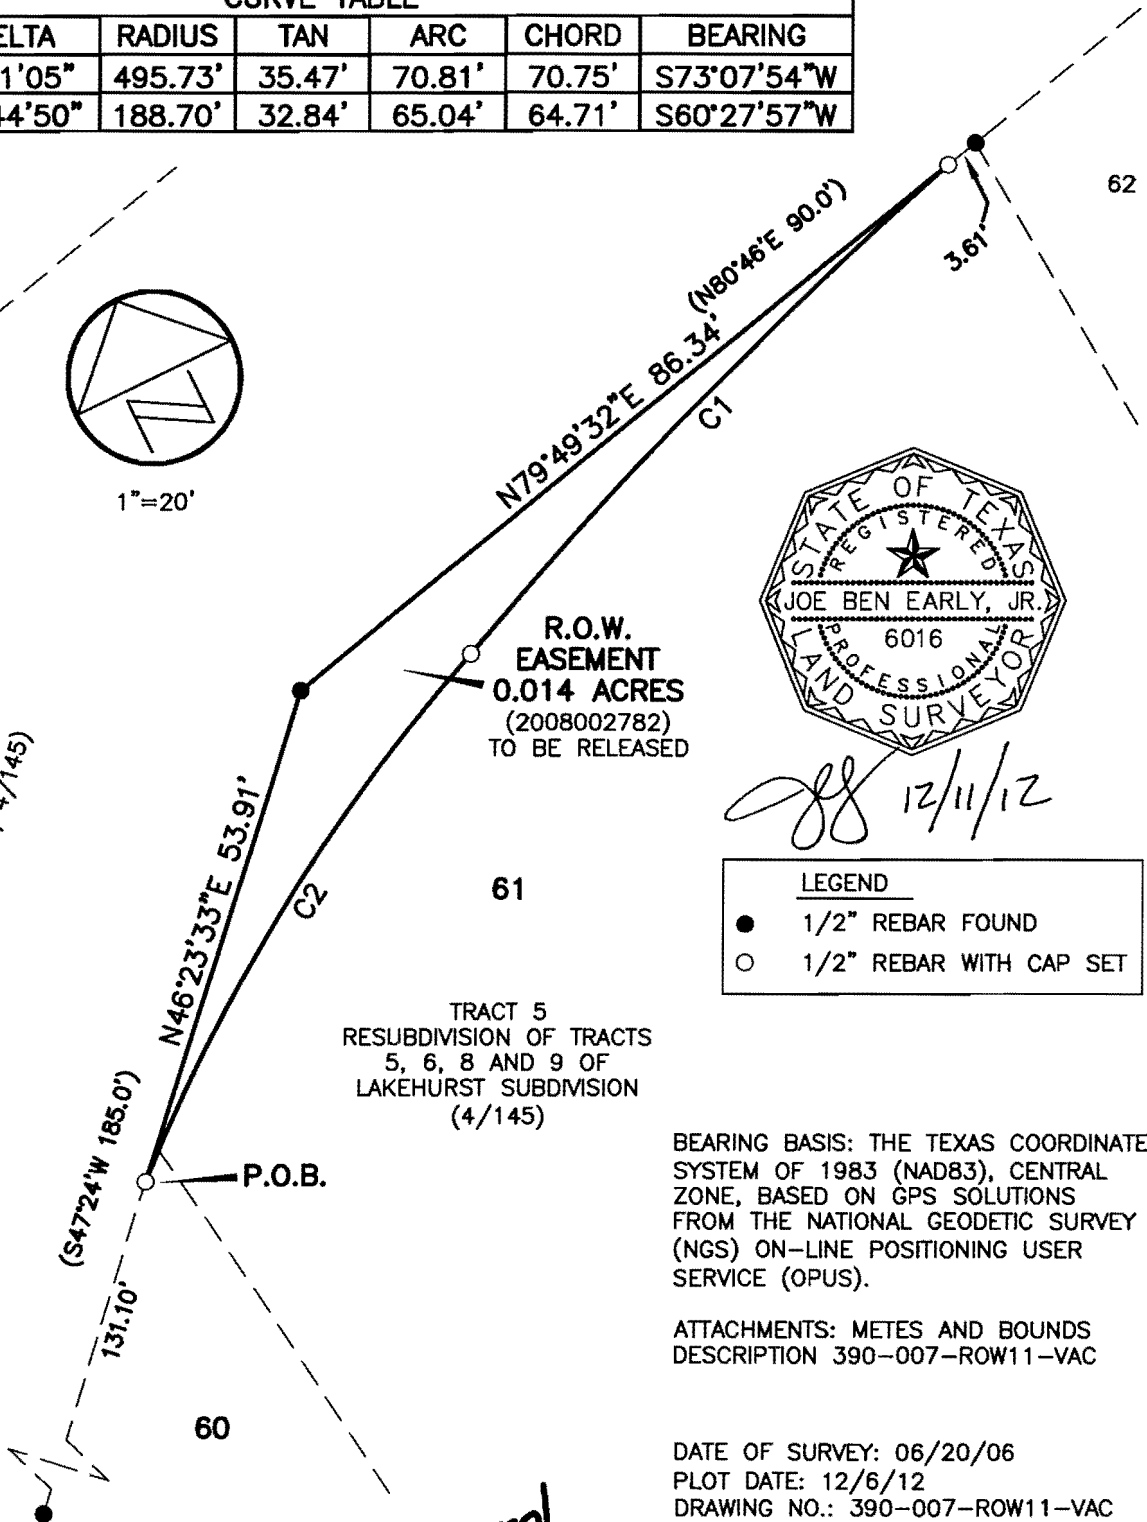 CURVE TABLE
ELTA RADIUS TAN ARC CHORD BEARING
1'05" 495.73' 35.47' 70.81' 70.75' S73°07'54"W
44'50" 188.70' 32.84' 65.04' 64.71' S60°27'57"W
62
3.61'
(N80°46'E 90.0')
N79°49'32"E 86.34'
C1
N
1"=20'
STATE OF TEXAS
REGISTERED
JOE BEN EARLY, JR.
6016
PROFESSIONAL
LAND SURVEYOR
12/11/12
R.O.W.
EASEMENT
0.014 ACRES
(2008002782)
TO BE RELEASED
4/145)
N46°23'33"E 53.91'
C2
61
LEGEND
1/2" REBAR FOUND
1/2" REBAR WITH CAP SET
TRACT 5
RESUBDIVISION OF TRACTS
5, 6, 8 AND 9 OF
LAKEHURST SUBDIVISION
(4/145)
(S47°24'W 185.0')
P.O.B.
131.10'
60
BEARING BASIS: THE TEXAS COORDINATE
SYSTEM OF 1983 (NAD83), CENTRAL
ZONE, BASED ON GPS SOLUTIONS
FROM THE NATIONAL GEODETIC SURVEY
(NGS) ON-LINE POSITIONING USER
SERVICE (OPUS).
ATTACHMENTS: METES AND BOUNDS
DESCRIPTION 390-007-ROW11-VAC
DATE OF SURVEY: 06/20/06
PLOT DATE: 12/6/12
DRAWING NO.: 390-007-ROW11-VAC